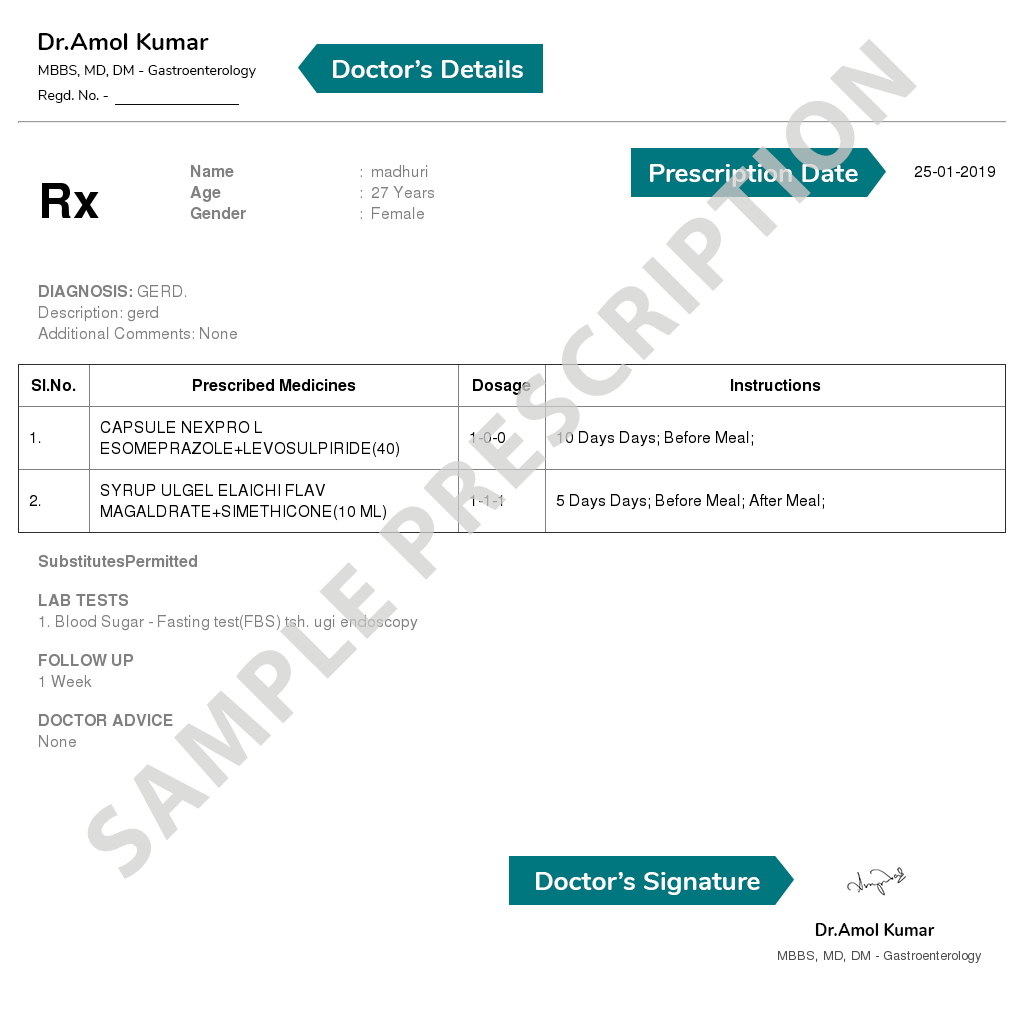 Dr.Amol Kumar
MBBS, MD, DM - Gastroenterology
Regd. No. -
Doctor's Details
Rx
Name : madhuri
Age : 27 Years
Gender : Female
Prescription Date
25-01-2019
DIAGNOSIS: GERD.
Description: gerd
Additional Comments: None
Sl.No. Prescribed Medicines Dosage Instructions
1. CAPSULE NEXPRO L
ESOMEPRAZOLE+LEVOSULPIRIDE(40) 1-0-0 10 Days Days; Before Meal;
2. SYRUP ULGEL ELAICHI FLAV
MAGALDRATE+SIMETHICONE(10 ML) 1-1-1 5 Days Days; Before Meal; After Meal;
SubstitutesPermitted
LAB TESTS
1. Blood Sugar - Fasting test(FBS) tsh. ugi endoscopy
FOLLOW UP
1 Week
DOCTOR ADVICE
None
SAMPLE PRESCRIPTION
Doctor's Signature
Dr.Amol Kumar
MBBS, MD, DM - Gastroenterology